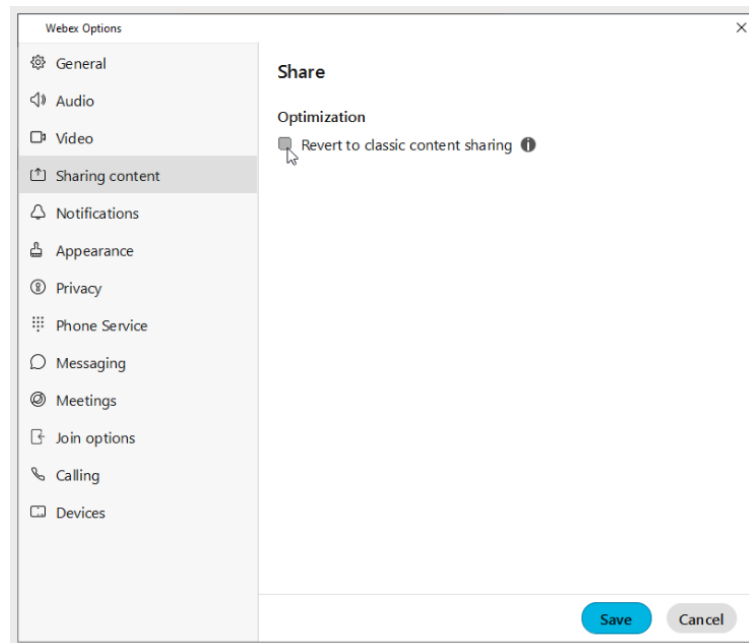 Webex Options
General
Audio
Video
Sharing content
Notifications
Appearance
Privacy
Phone Service
Messaging
Meetings
Join options
Calling
Devices
Share
Optimization
Revert to classic content sharing
Save
Cancel